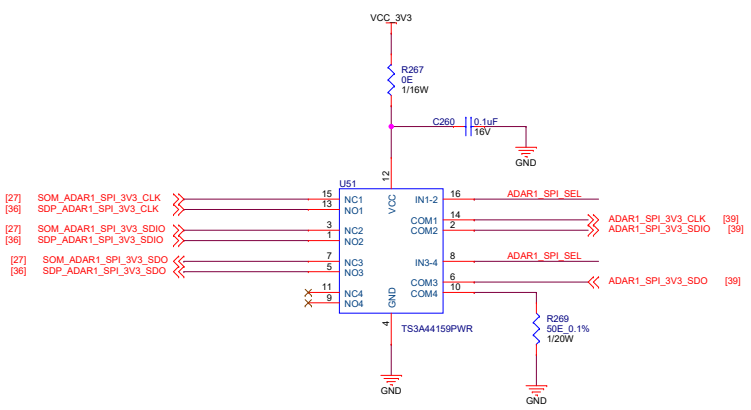 VCC_3V3
R267
0E
1/16W
C260
0.1uF
16V
GND
U51
12
VCC
[27] SOM_ADAR1_SPI_3V3_CLK 15 NC1
[36] SDP_ADAR1_SPI_3V3_CLK 13 NO1
[27] SOM_ADAR1_SPI_3V3_SDIO 3 NC2
[36] SDP_ADAR1_SPI_3V3_SDIO 1 NO2
[27] SOM_ADAR1_SPI_3V3_SDO 7 NC3
[36] SDP_ADAR1_SPI_3V3_SDO 5 NO3
11 NC4
9 NO4
IN1-2 16 ADAR1_SPI_SEL
COM1 14 ADAR1_SPI_3V3_CLK [39]
COM2 2 ADAR1_SPI_3V3_SDIO [39]
IN3-4 8 ADAR1_SPI_SEL
COM3 6 ADAR1_SPI_3V3_SDO [39]
COM4 10
GND
4
TS3A44159PWR
R269
50E_0.1%
1/20W
GND
GND